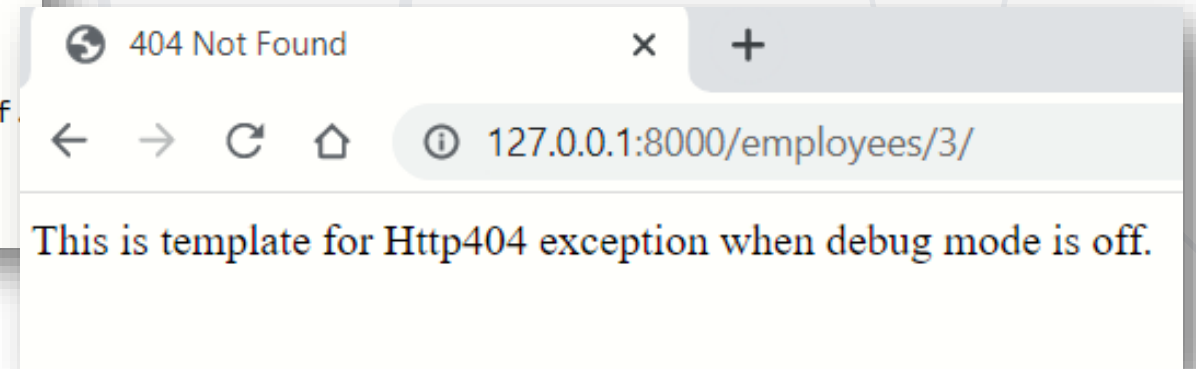 404 Not Found
f.
127.0.0.1:8000/employees/3/
This is template for Http404 exception when debug mode is off.